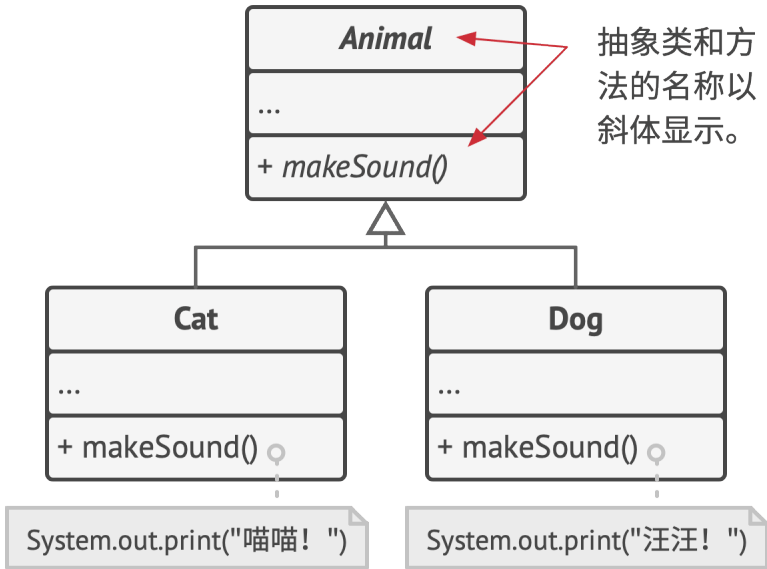 Animal
...
+ makeSound()
抽象类和方
法的名称以
斜体显示。
Cat
...
+ makeSound()
System.out.print("喵喵！")
Dog
...
+ makeSound()
System.out.print("汪汪！")